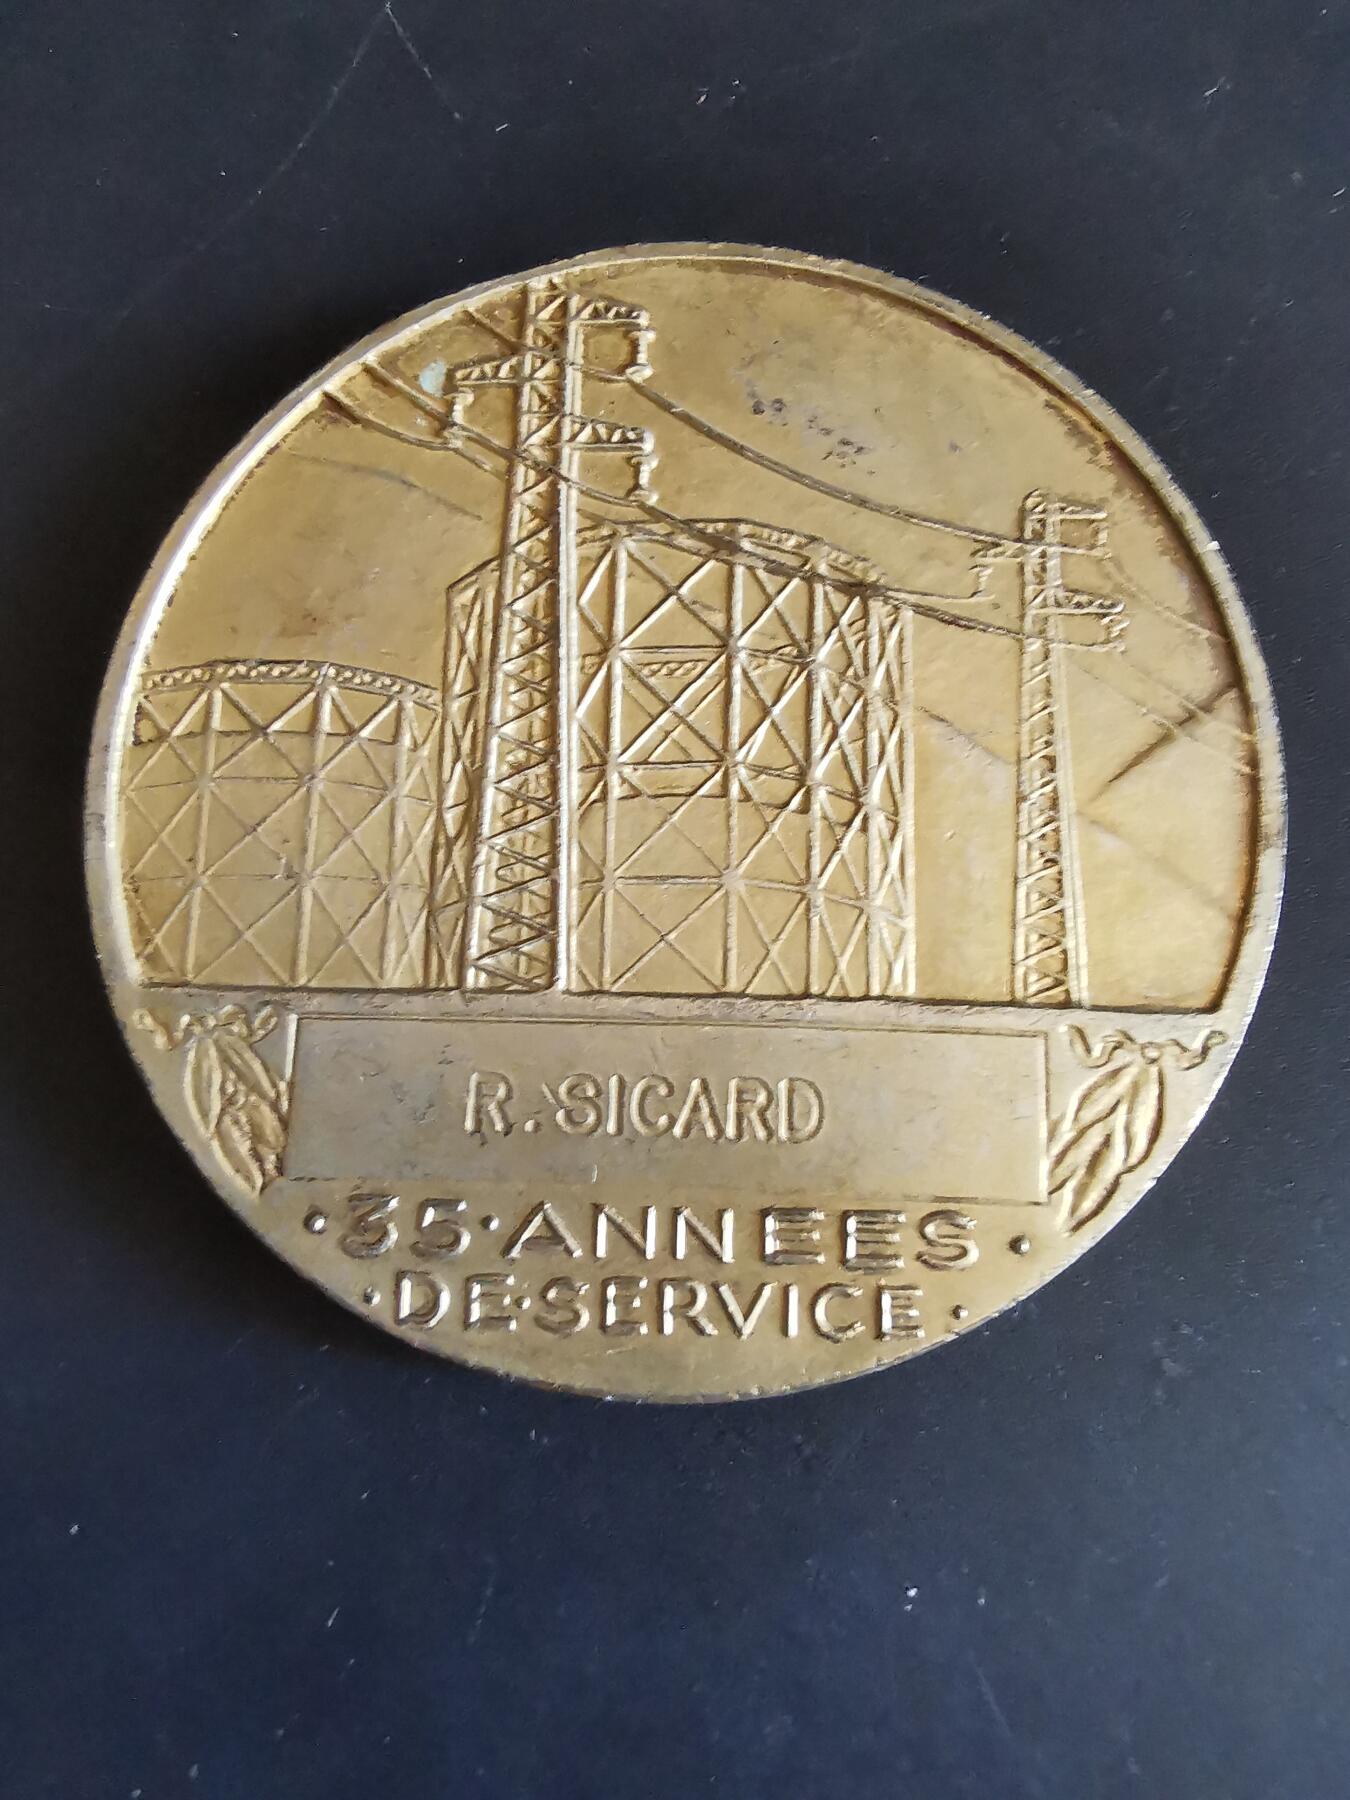 R. SICARD
· 35 · ANNEES ·
· DE · SERVICE ·